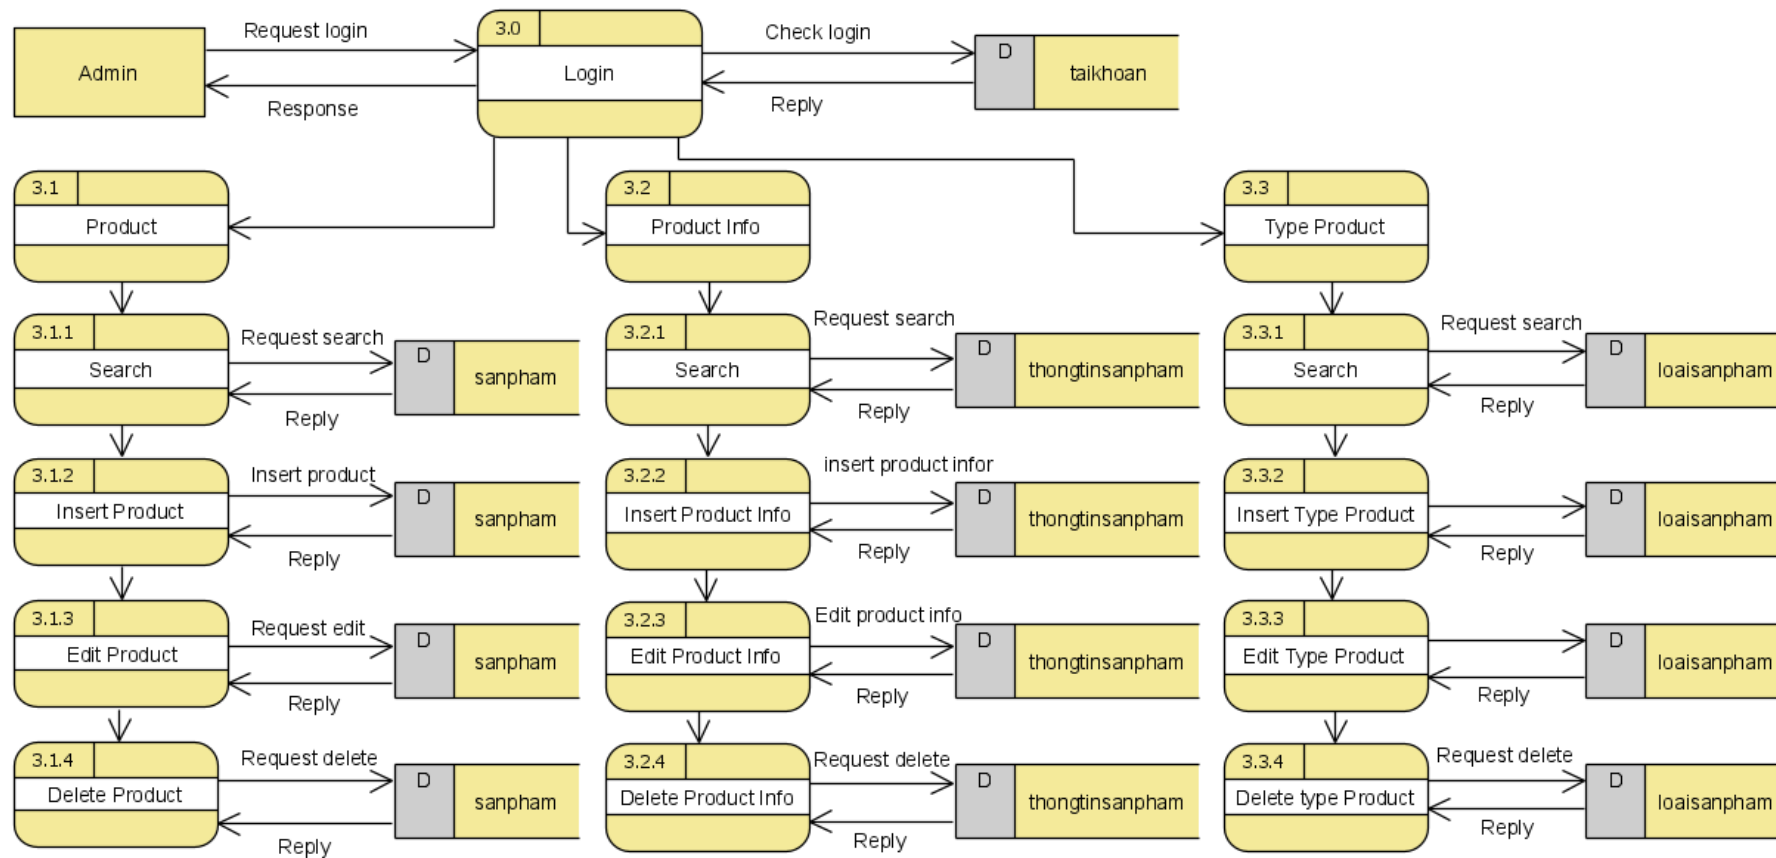 Request login
3.0
Check login
Admin
Login
D
taikhoan
Response
Reply
3.1
Product
3.2
Product Info
3.3
Type Product
3.1.1
Search
Request search
D
sanpham
Reply
3.2.1
Search
Request search
D
thongtinsanpham
Reply
3.3.1
Search
Request search
D
loaisanpham
Reply
3.1.2
Insert Product
Insert product
D
sanpham
Reply
3.2.2
Insert Product Info
insert product infor
D
thongtinsanpham
Reply
3.3.2
Insert Type Product
D
loaisanpham
Reply
3.1.3
Edit Product
Request edit
D
sanpham
Reply
3.2.3
Edit Product Info
Edit product info
D
thongtinsanpham
Reply
3.3.3
Edit Type Product
D
loaisanpham
Reply
3.1.4
Delete Product
Request delete
D
sanpham
Reply
3.2.4
Delete Product Info
Request delete
D
thongtinsanpham
Reply
3.3.4
Delete type Product
Request delete
D
loaisanpham
Reply